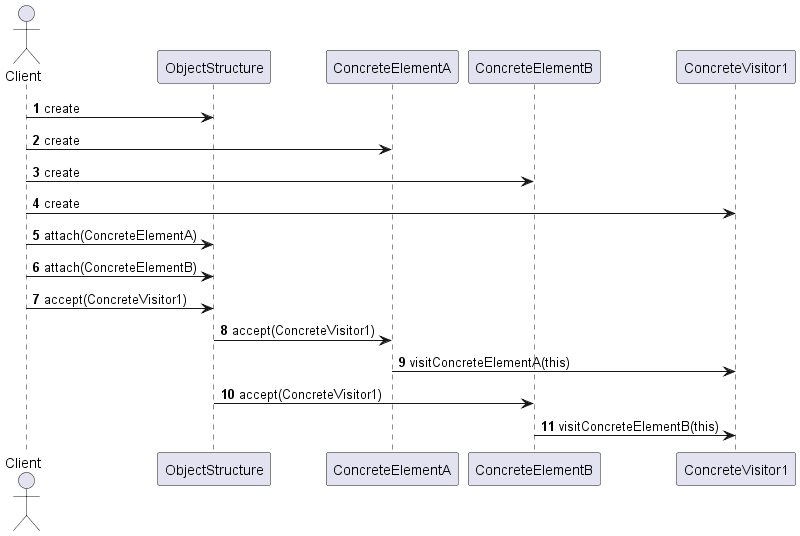 Client
ObjectStructure
ConcreteElementA
ConcreteElementB
ConcreteVisitor1
1 create
2 create
3 create
4 create
5 attach(ConcreteElementA)
6 attach(ConcreteElementB)
7 accept(ConcreteVisitor1)
8 accept(ConcreteVisitor1)
9 visitConcreteElementA(this)
10 accept(ConcreteVisitor1)
11 visitConcreteElementB(this)
Client
ObjectStructure
ConcreteElementA
ConcreteElementB
ConcreteVisitor1